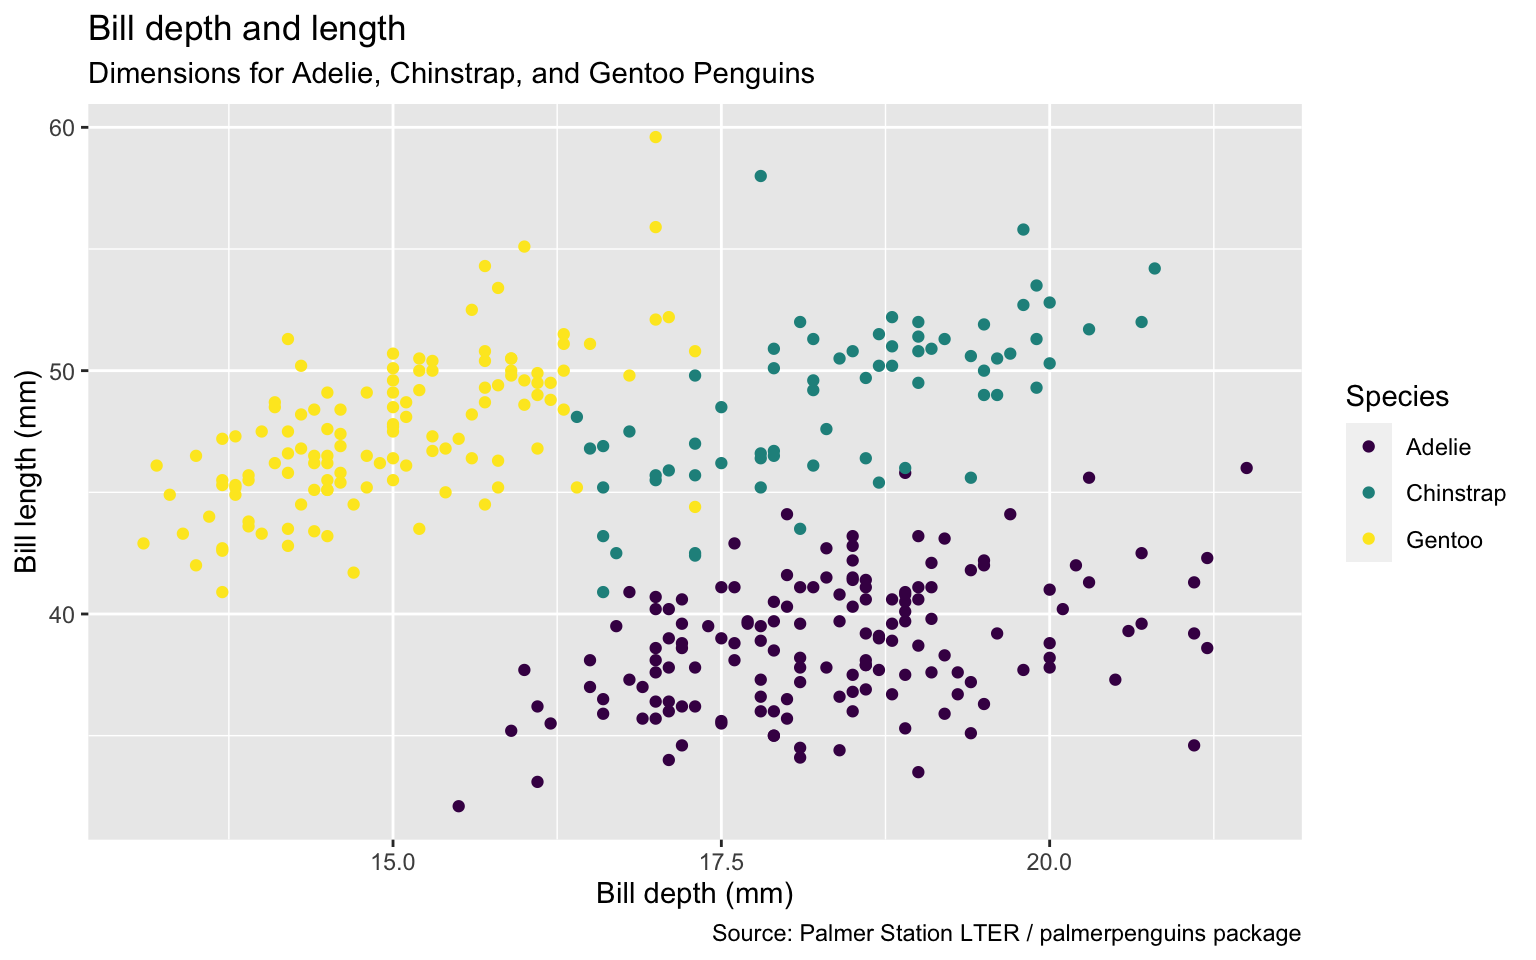 Bill depth and length
Dimensions for Adelie, Chinstrap, and Gentoo Penguins
60
50
40
Bill length (mm)
15.0 17.5 20.0
Bill depth (mm)
Species
Adelie
Chinstrap
Gentoo
Source: Palmer Station LTER / palmerpenguins package